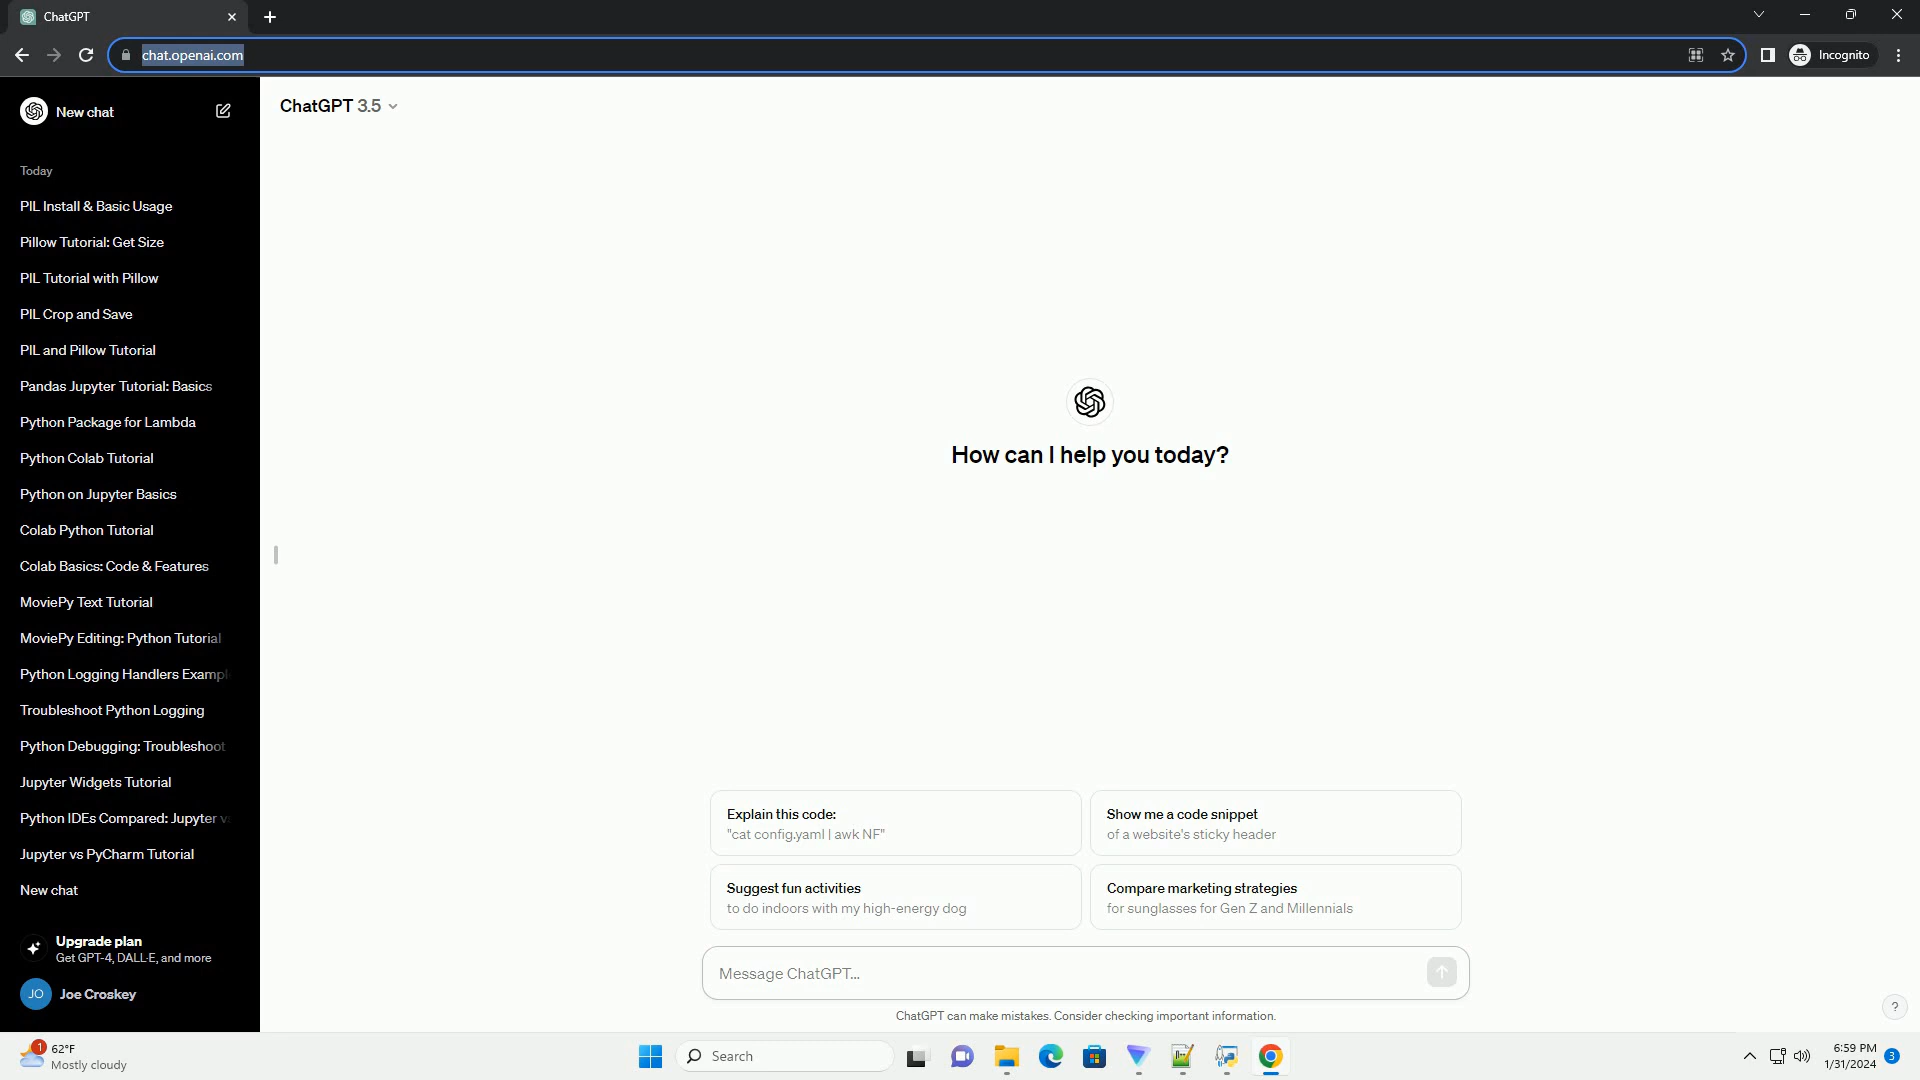 ChatGPT
chat.openai.com
Incognito
New chat
ChatGPT 3.5
Today
PIL Install & Basic Usage
Pillow Tutorial: Get Size
PIL Tutorial with Pillow
PIL Crop and Save
PIL and Pillow Tutorial
Pandas Jupyter Tutorial: Basics
Python Package for Lambda
Python Colab Tutorial
Python on Jupyter Basics
Colab Python Tutorial
Colab Basics: Code & Features
MoviePy Text Tutorial
MoviePy Editing: Python Tutorial
Python Logging Handlers Exampl
Troubleshoot Python Logging
Python Debugging: Troubleshoot
Jupyter Widgets Tutorial
Python IDEs Compared: Jupyter v
Jupyter vs PyCharm Tutorial
New chat
Upgrade plan
Get GPT-4, DALL·E, and more
JO
Joe Croskey
How can I help you today?
Explain this code:
"cat config.yaml | awk NF"
Show me a code snippet
of a website's sticky header
Suggest fun activities
to do indoors with my high-energy dog
Compare marketing strategies
for sunglasses for Gen Z and Millennials
Message ChatGPT...
ChatGPT can make mistakes. Consider checking important information.
?
1
62°F
Mostly cloudy
Search
6:59 PM
1/31/2024
3